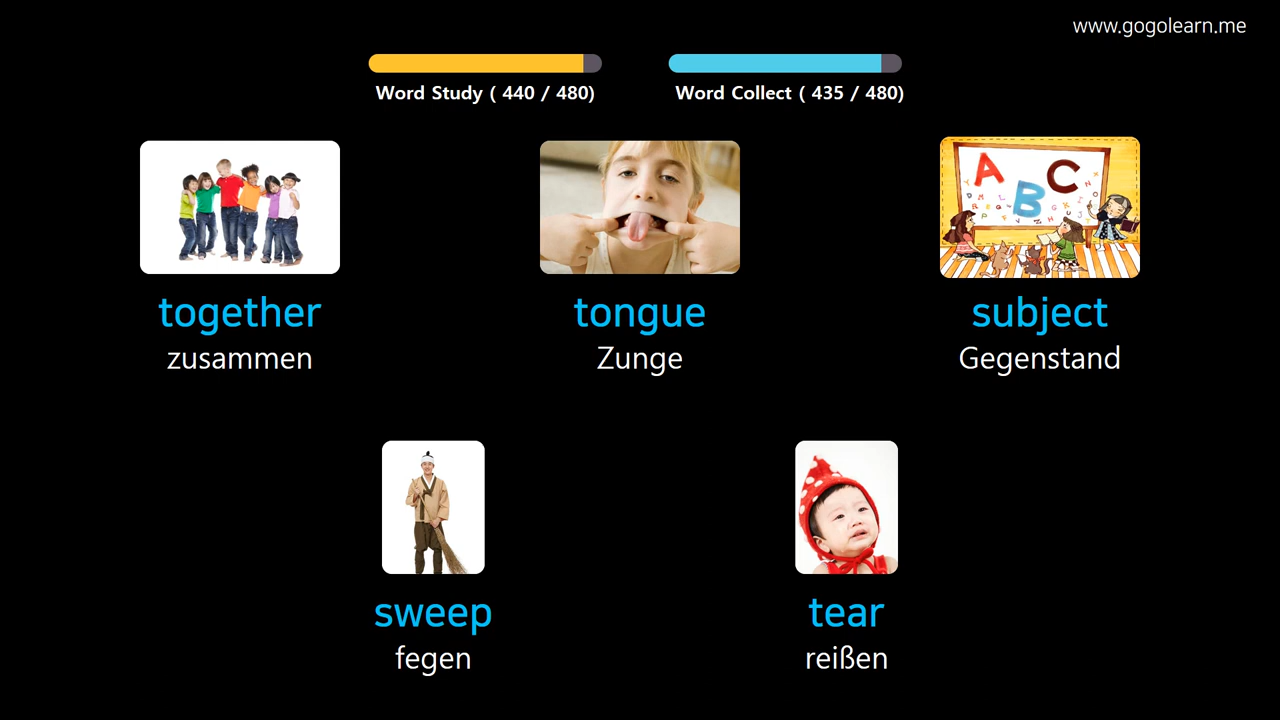 www.gogolearn.me
Word Study ( 440 / 480)
Word Collect ( 435 / 480)
A B C
together
zusammen
tongue
Zunge
subject
Gegenstand
sweep
fegen
tear
reißen